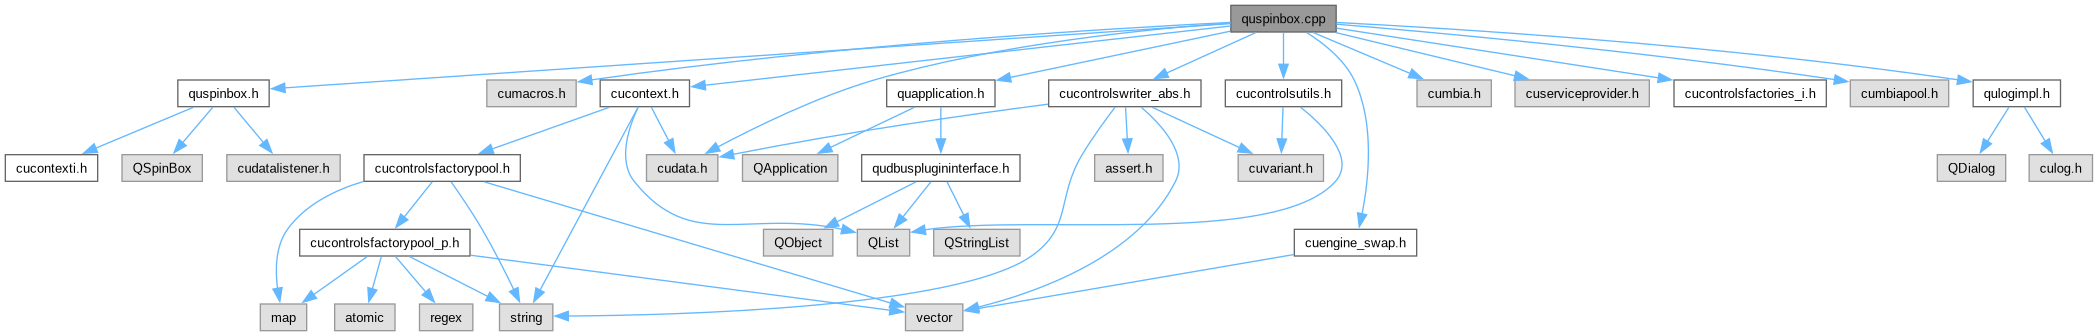 quspinbox.cpp
quspinbox.h
cumacros.h
cucontext.h
quapplication.h
cucontrolswriter_abs.h
cucontrolsutils.h
cumbia.h
cuserviceprovider.h
cucontrolsfactories_i.h
cumbiapool.h
qulogimpl.h
cucontexti.h
QSpinBox
cudatalistener.h
cucontrolsfactorypool.h
cudata.h
QApplication
qudbusplugininterface.h
assert.h
cuvariant.h
QDialog
culog.h
cucontrolsfactorypool_p.h
QObject
QList
QStringList
cuengine_swap.h
map
atomic
regex
string
vector